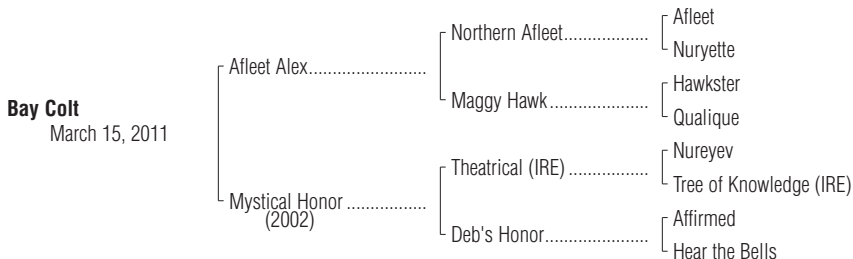 Afleet
Northern Afleet....................
Nuryette
Afleet Alex............................
Hawkster
Maggy Hawk .......................
Qualique
Bay Colt
March 15, 2011
Nureyev
Theatrical (IRE) ...................
Tree of Knowledge (IRE)
Mystical Honor ...................
(2002)
Affirmed
Deb's Honor.........................
Hear the Bells